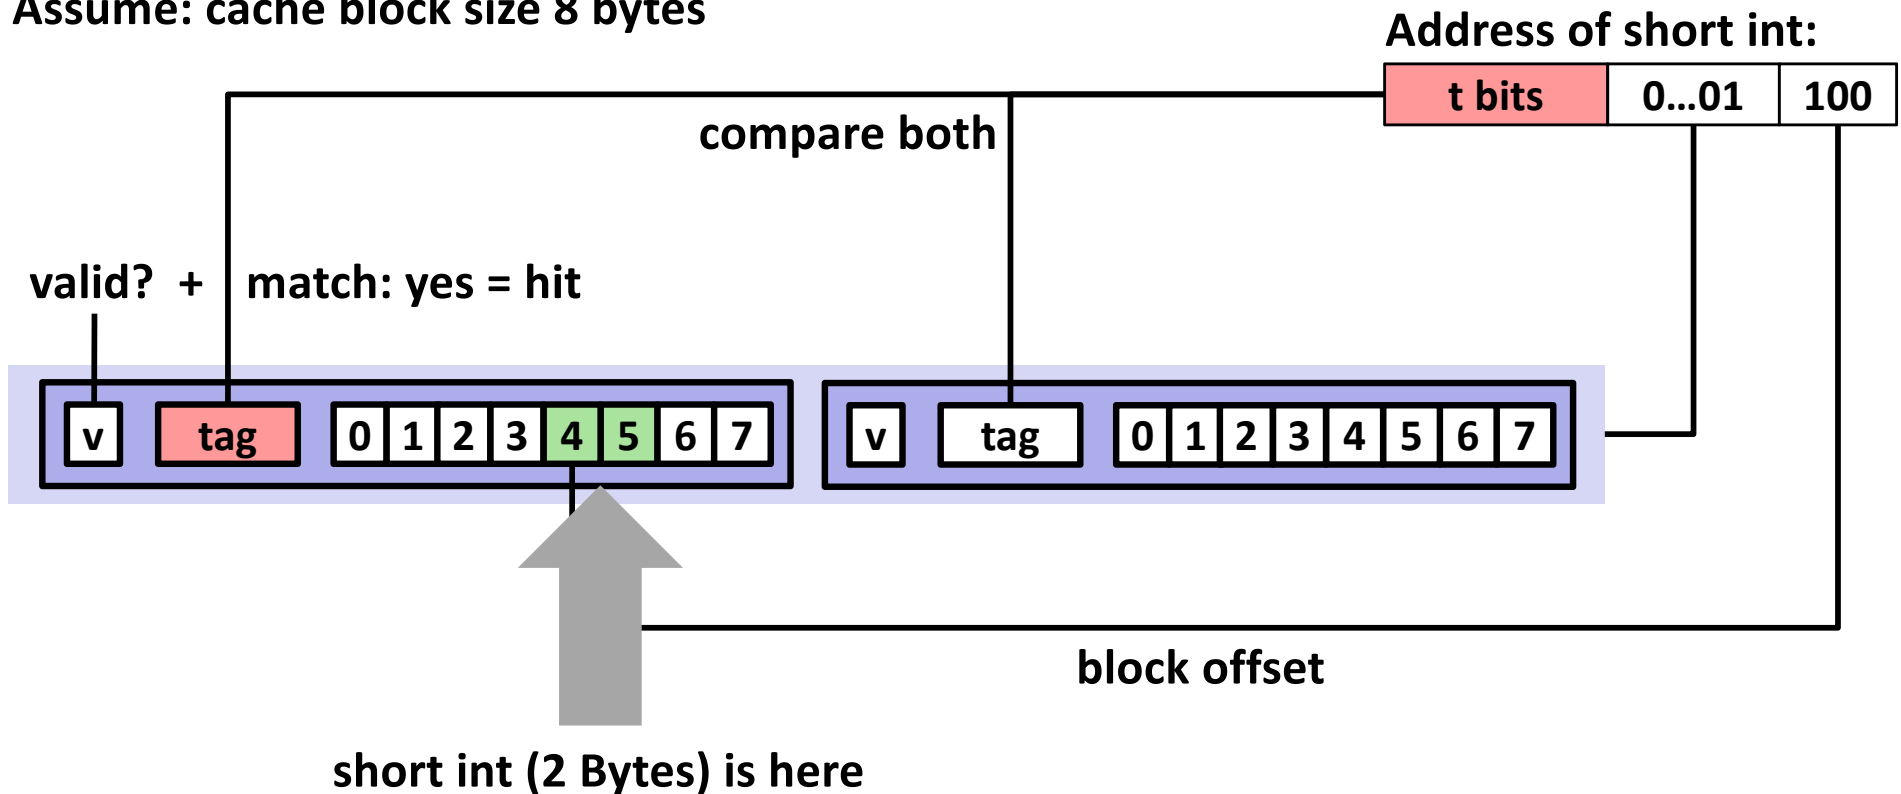 Assume: cache block size 8 bytes
Address of short int:
t bits 0...01 100
compare both
valid? + match: yes = hit
v tag 0 1 2 3 4 5 6 7 v tag 0 1 2 3 4 5 6 7
block offset
short int (2 Bytes) is here